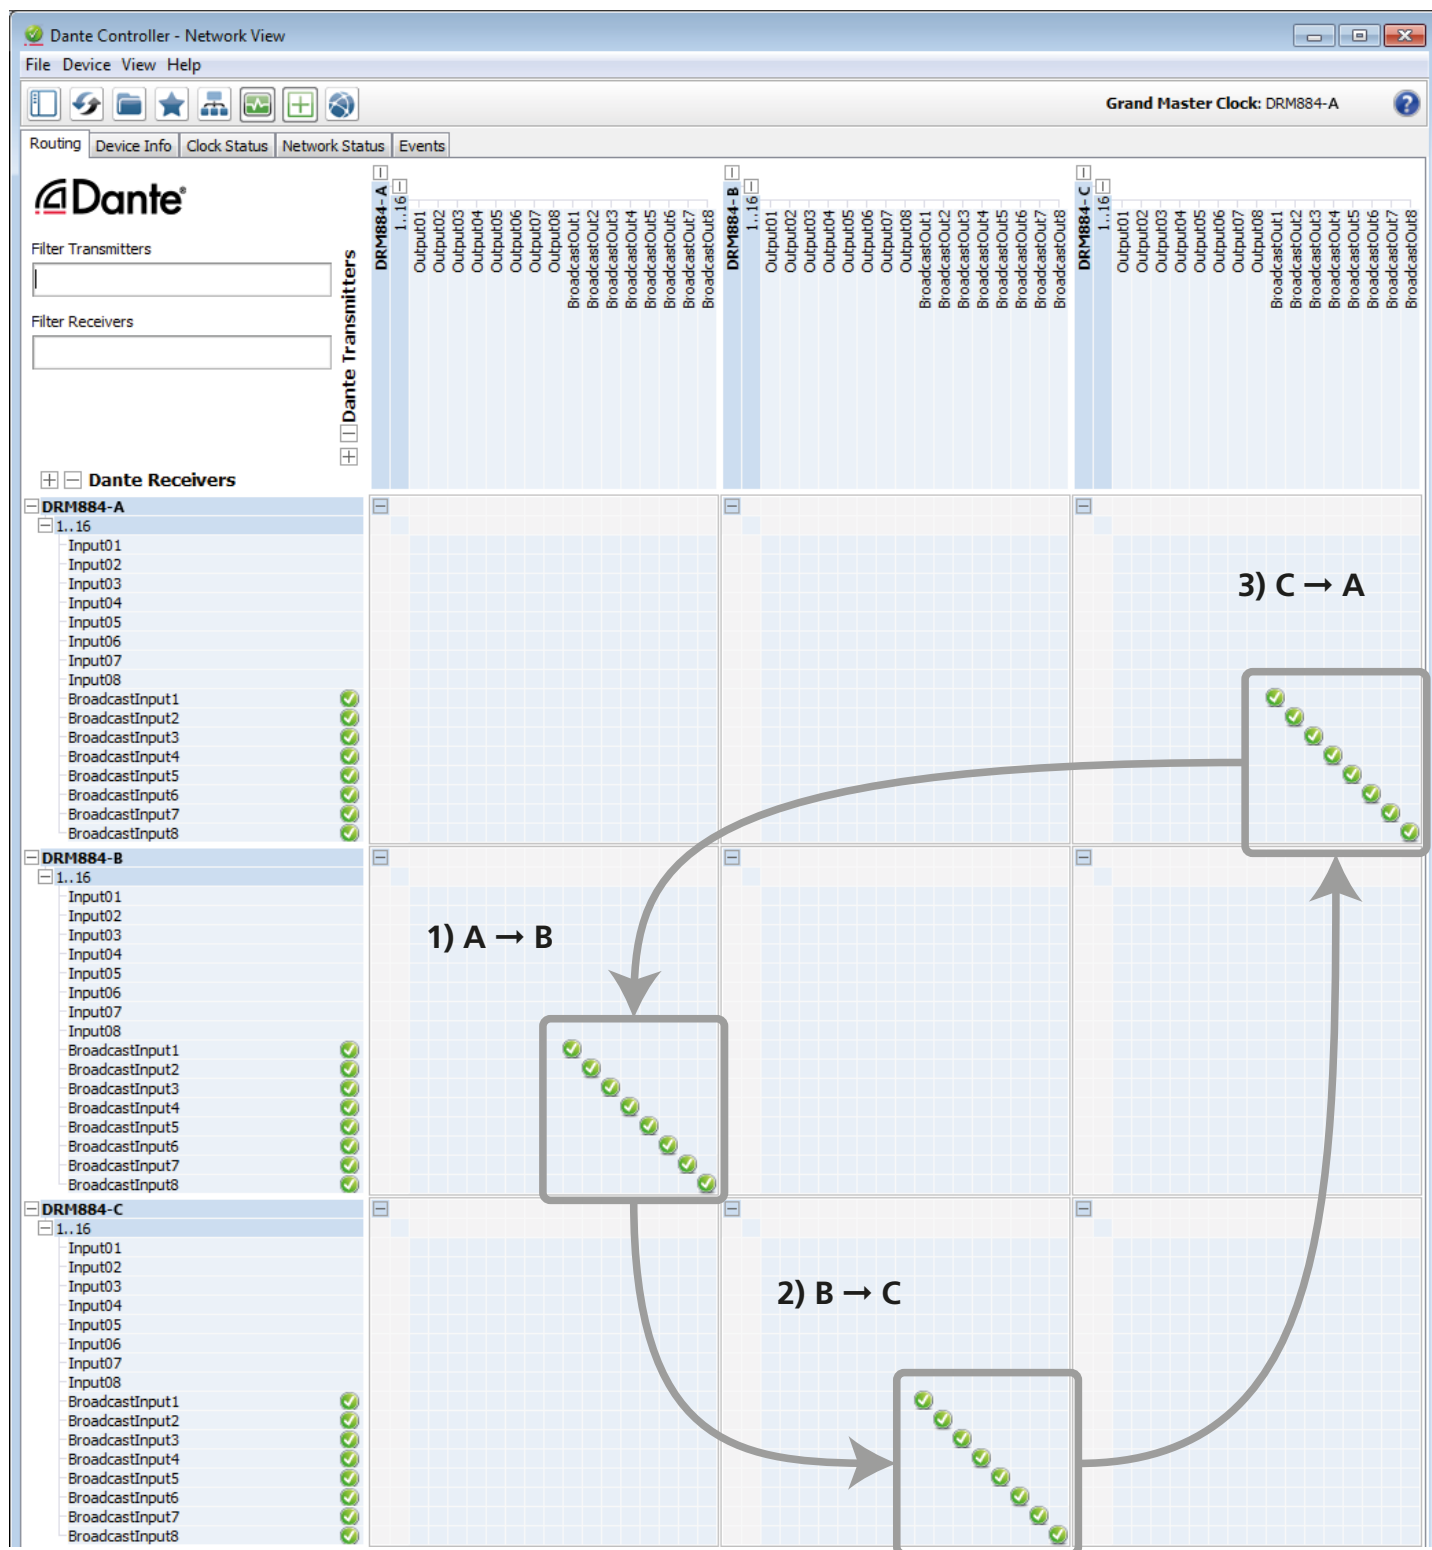 Dante Controller - Network View
File Device View Help
Grand Master Clock: DRM884-A
Routing Device Info Clock Status Network Status Events
Dante®
Filter Transmitters
Filter Receivers
Dante Transmitters
Dante Receivers
DRM884-A
1..16
Output01
Output02
Output03
Output04
Output05
Output06
Output07
Output08
BroadcastOut1
BroadcastOut2
BroadcastOut3
BroadcastOut4
BroadcastOut5
BroadcastOut6
BroadcastOut7
BroadcastOut8
DRM884-B
1..16
Output01
Output02
Output03
Output04
Output05
Output06
Output07
Output08
BroadcastOut1
BroadcastOut2
BroadcastOut3
BroadcastOut4
BroadcastOut5
BroadcastOut6
BroadcastOut7
BroadcastOut8
DRM884-C
1..16
Output01
Output02
Output03
Output04
Output05
Output06
Output07
Output08
BroadcastOut1
BroadcastOut2
BroadcastOut3
BroadcastOut4
BroadcastOut5
BroadcastOut6
BroadcastOut7
BroadcastOut8
DRM884-A
1..16
Input01
Input02
Input03
Input04
Input05
Input06
Input07
Input08
BroadcastInput1
BroadcastInput2
BroadcastInput3
BroadcastInput4
BroadcastInput5
BroadcastInput6
BroadcastInput7
BroadcastInput8
3) C → A
DRM884-B
1..16
Input01
Input02
Input03
Input04
Input05
Input06
Input07
Input08
BroadcastInput1
BroadcastInput2
BroadcastInput3
BroadcastInput4
BroadcastInput5
BroadcastInput6
BroadcastInput7
BroadcastInput8
1) A → B
DRM884-C
1..16
Input01
Input02
Input03
Input04
Input05
Input06
Input07
Input08
BroadcastInput1
BroadcastInput2
BroadcastInput3
BroadcastInput4
BroadcastInput5
BroadcastInput6
BroadcastInput7
BroadcastInput8
2) B → C